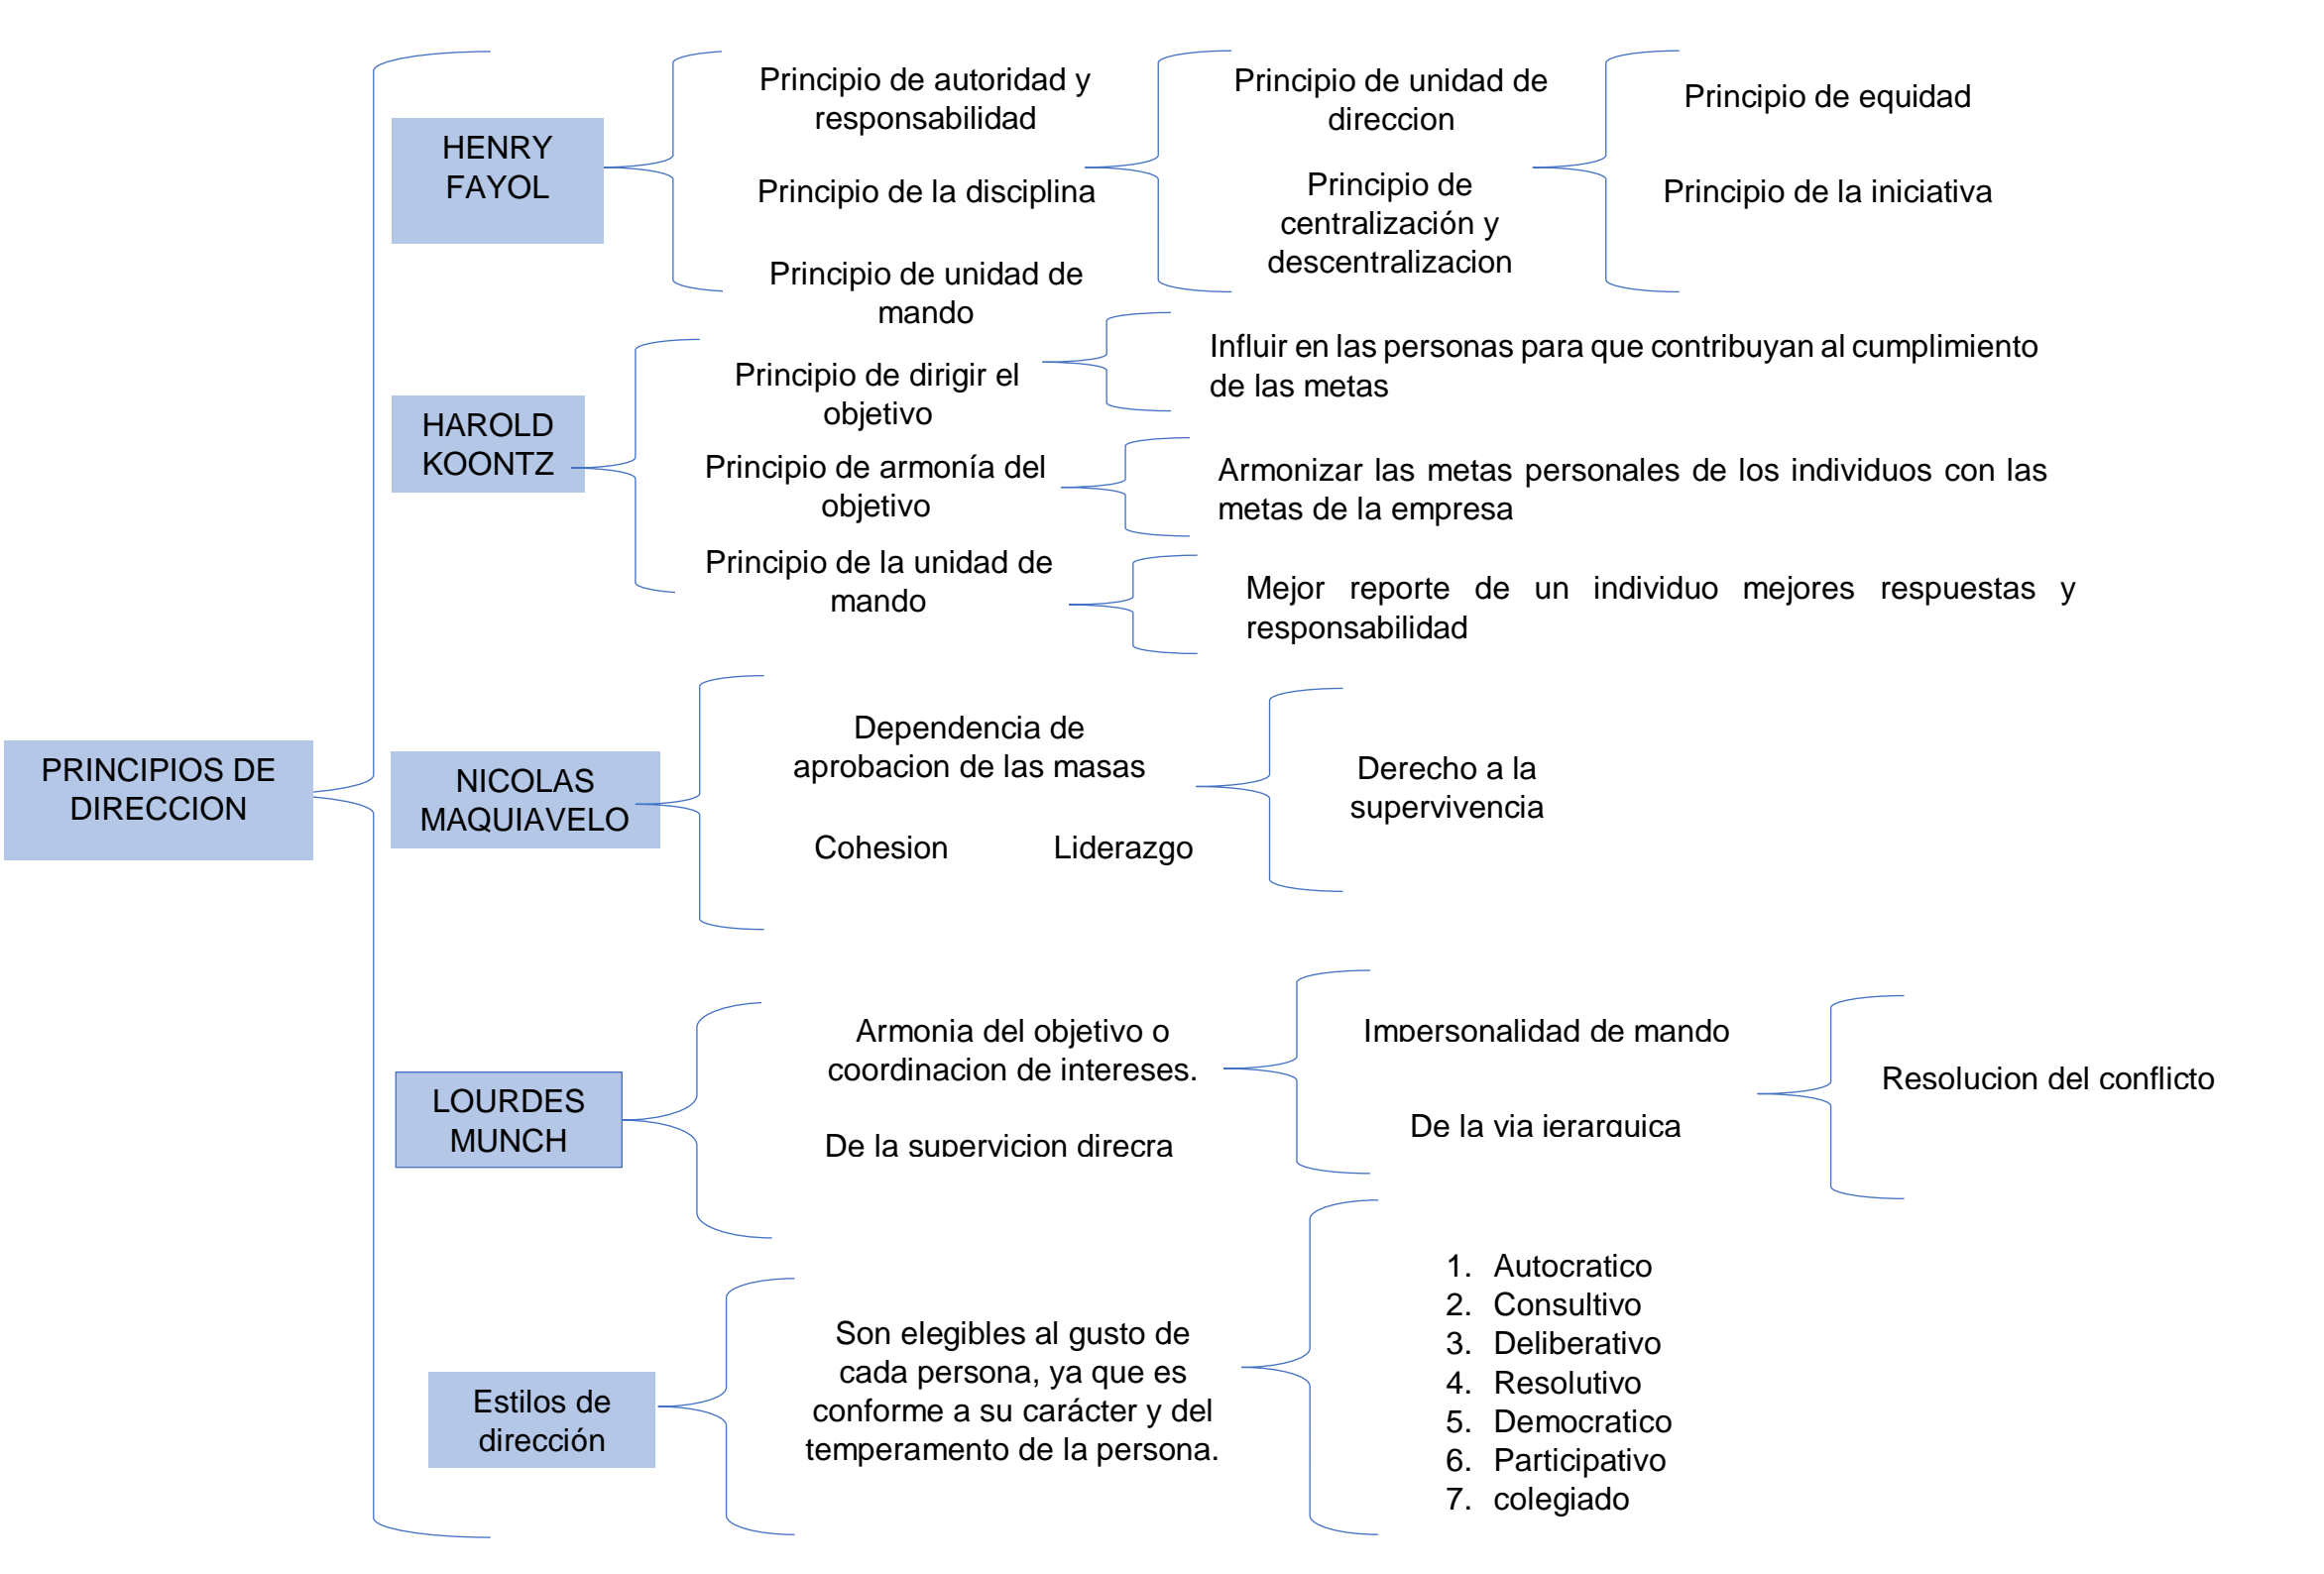 PRINCIPIOS DE
DIRECCION
HENRY
FAYOL
Principio de autoridad y
responsabilidad
Principio de la disciplina
Principio de unidad de
mando
Principio de unidad de
direccion
Principio de
centralización y
descentralizacion
Principio de equidad
Principio de la iniciativa
HAROLD
KOONTZ
Principio de dirigir el
objetivo
Influir en las personas para que contribuyan al cumplimiento
de las metas
Principio de armonía del
objetivo
Armonizar las metas personales de los individuos con las
metas de la empresa
Principio de la unidad de
mando
Mejor reporte de un individuo mejores respuestas y
responsabilidad
NICOLAS
MAQUIAVELO
Dependencia de
aprobacion de las masas
Cohesion Liderazgo
Derecho a la
supervivencia
LOURDES
MUNCH
Armonia del objetivo o
coordinacion de intereses.
De la supervicion direcra
Impersonalidad de mando
De la via jerarquica
Resolucion del conflicto
Estilos de
dirección
Son elegibles al gusto de
cada persona, ya que es
conforme a su carácter y del
temperamento de la persona.
1. Autocratico
2. Consultivo
3. Deliberativo
4. Resolutivo
5. Democratico
6. Participativo
7. colegiado